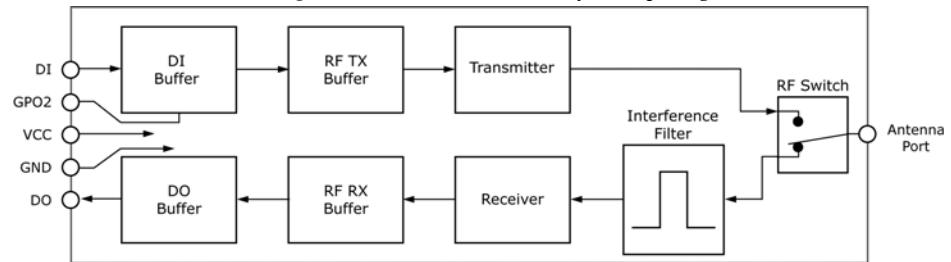 DI
GPO2
VCC
GND
DO
DI
Buffer
RF TX
Buffer
Transmitter
RF Switch
Interference
Filter
Antenna
Port
DO
Buffer
RF RX
Buffer
Receiver